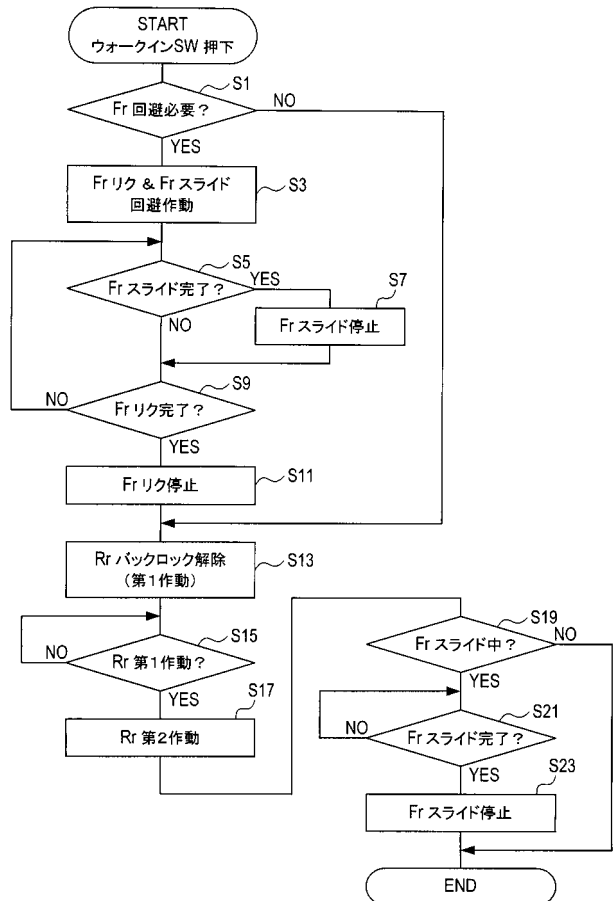 START
ウォークインSW 押下
S1
Fr 回避必要？
NO
YES
Fr リク & Fr スライド
回避作動
S3
S5
Fr スライド完了？
YES
NO
S7
Fr スライド停止
S9
NO
Fr リク完了？
YES
Fr リク停止
S11
Rr バックロック解除
(第1作動)
S13
S15
NO
Rr 第1作動？
YES
S17
Rr 第2作動
S19
Fr スライド中？
NO
YES
S21
NO
Fr スライド完了？
YES
S23
Fr スライド停止
END